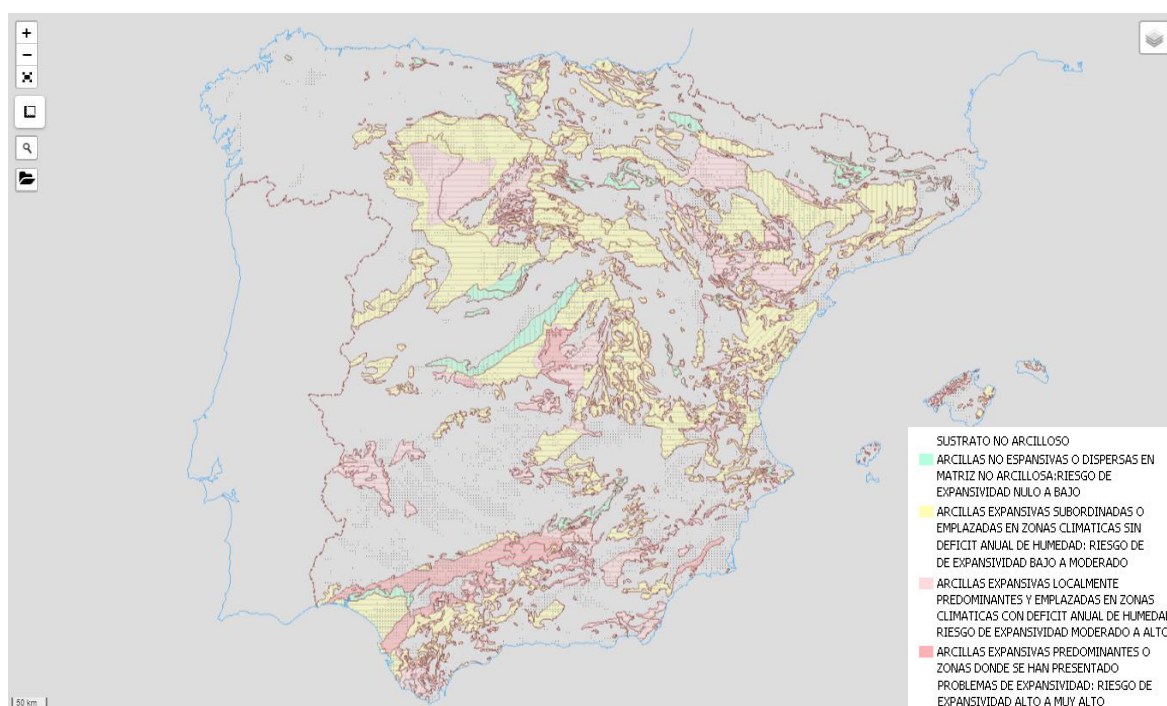 +
−
SUSTRATO NO ARCILLOSO
ARCILLAS NO ESPANSIVAS O DISPERSAS EN
MATRIZ NO ARCILLOSA:RIESGO DE
EXPANSIVIDAD NULO A BAJO
ARCILLAS EXPANSIVAS SUBORDINADAS O
EMPLAZADAS EN ZONAS CLIMATICAS SIN
DEFICIT ANUAL DE HUMEDAD: RIESGO DE
DE EXPANSIVIDAD BAJO A MODERADO
ARCILLAS EXPANSIVAS LOCALMENTE
PREDOMINANTES Y EMPLAZADAS EN ZONAS
CLIMATICAS CON DEFICIT ANUAL DE HUMEDAD
RIESGO DE EXPANSIVIDAD MODERADO A ALTO
ARCILLAS EXPANSIVAS PREDOMINANTES O
ZONAS DONDE SE HAN PRESENTADO
PROBLEMAS DE EXPANSIVIDAD: RIESGO DE
EXPANSIVIDAD ALTO A MUY ALTO
50 km